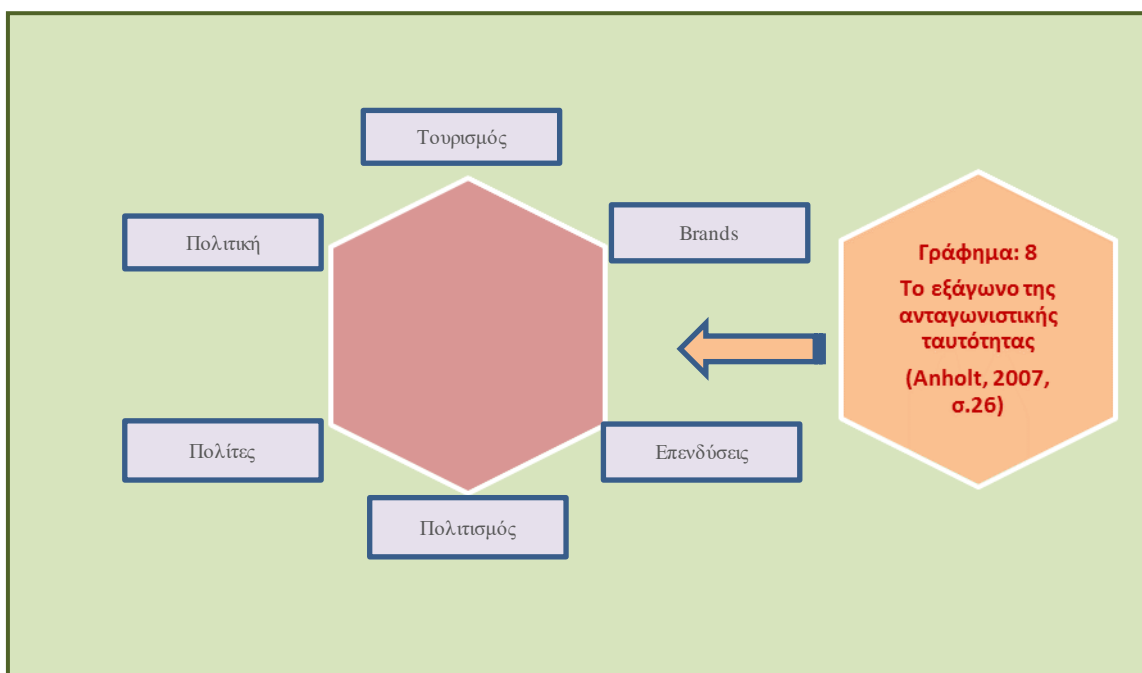 Τουρισμός
Πολιτική
Brands
Πολίτες
Επενδύσεις
Πολιτισμός
Γράφημα: 8
Το εξάγωνο της
ανταγωνιστικής
ταυτότητας
(Anholt, 2007,
σ.26)